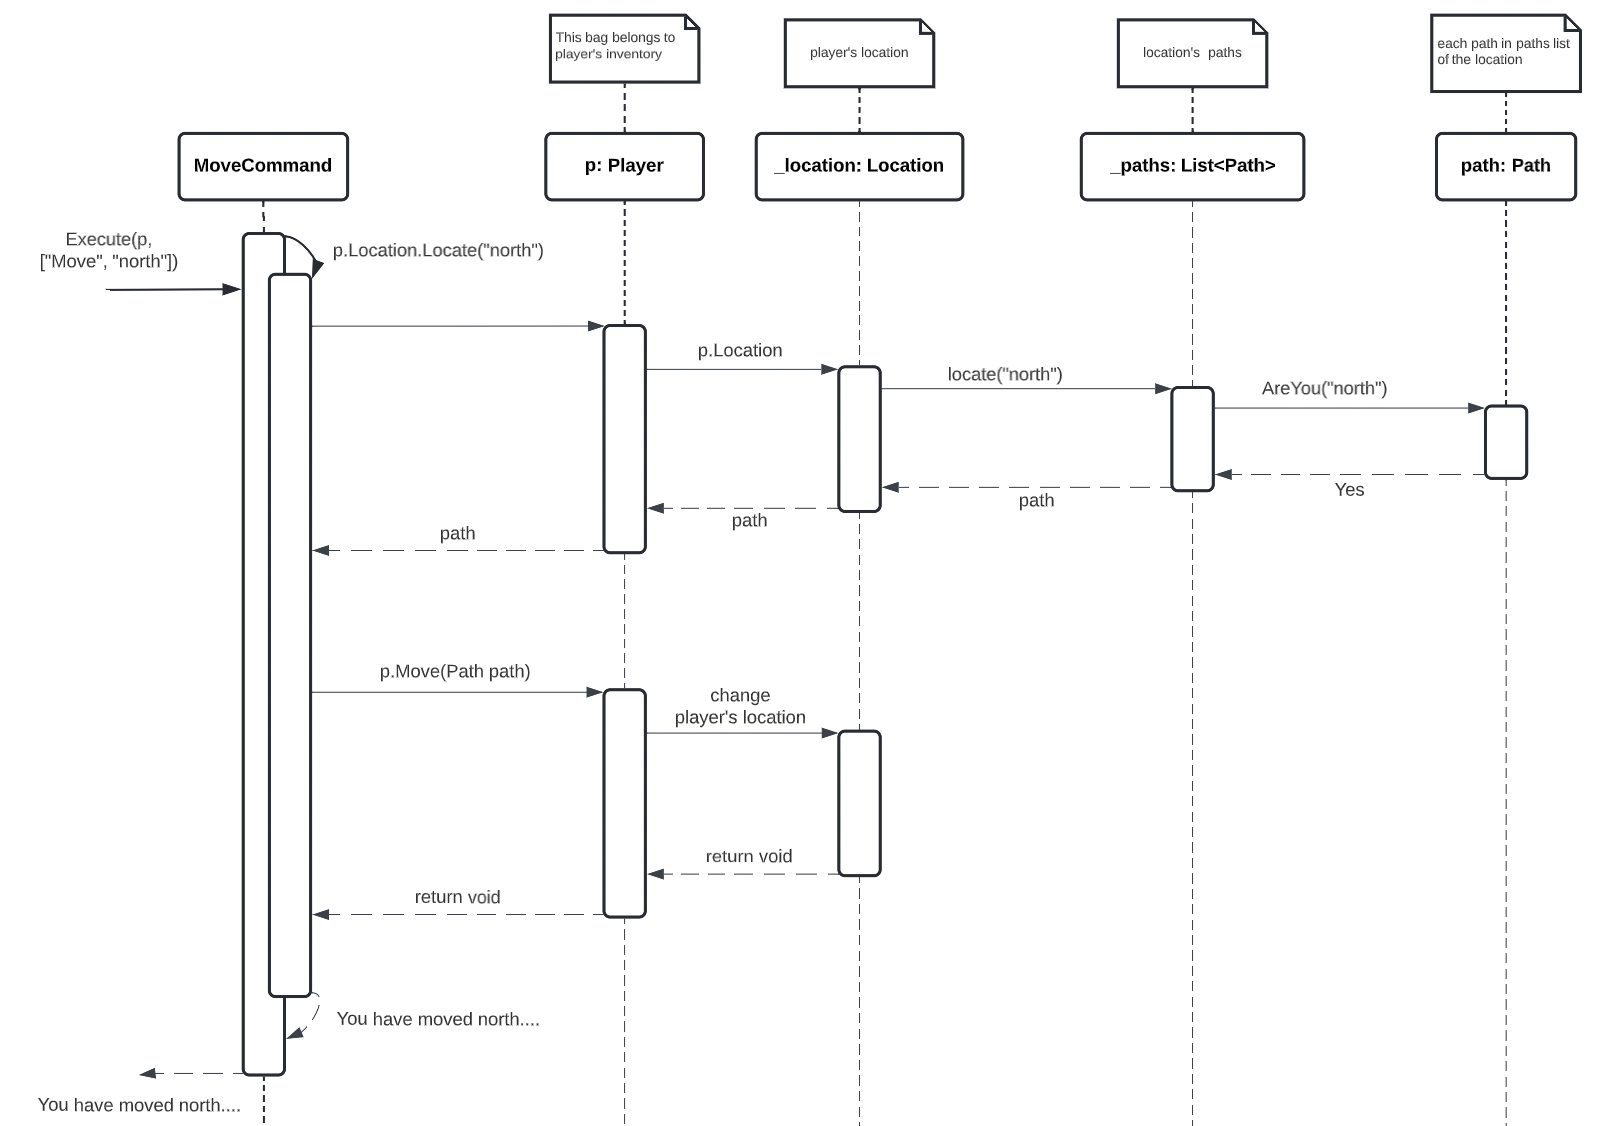 This bag belongs to
player's inventory
player's location
location's paths
each path in paths list
of the location
MoveCommand
p: Player
_location: Location
_paths: List<Path>
path: Path
Execute(p,
["Move", "north"])
p.Location.Locate("north")
p.Location
locate("north")
AreYou("north")
Yes
path
path
path
p.Move(Path path)
change
player's location
return void
return void
You have moved north....
You have moved north....